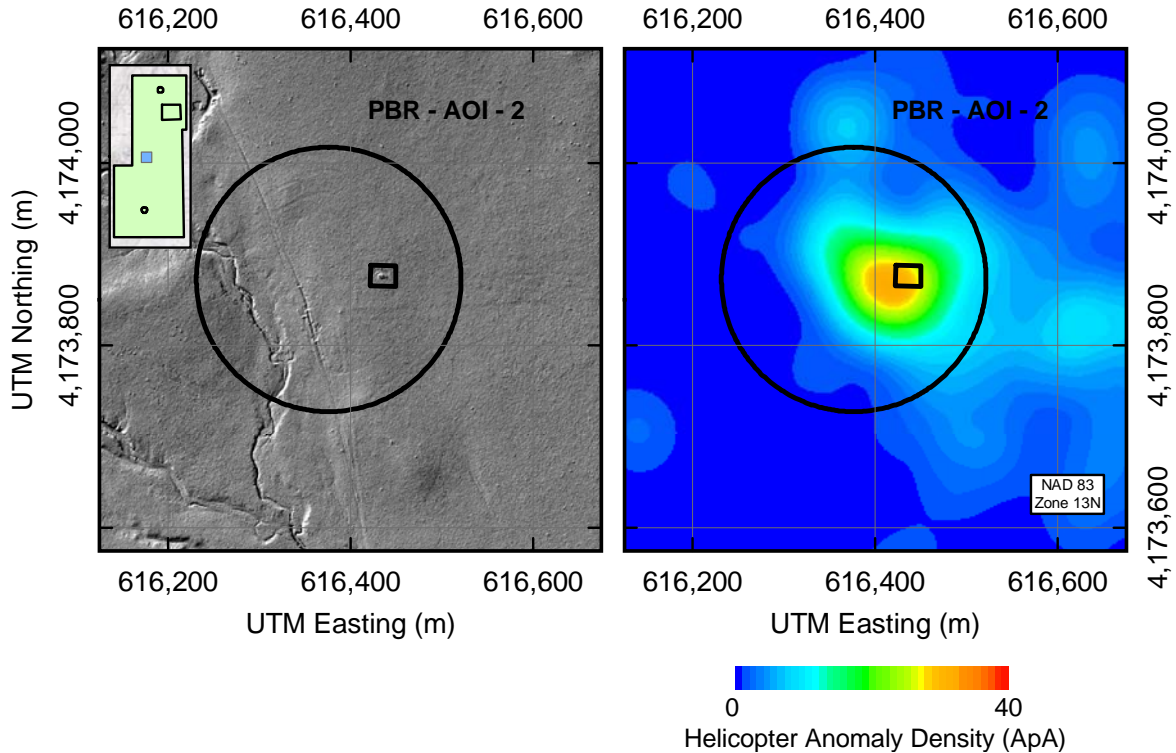 616,200 616,400 616,600 616,200 616,400 616,600
PBR - AOI - 2
PBR - AOI - 2
UTM Northing (m)
4,174,000
4,173,800
4,174,000
4,173,800
4,173,600
NAD 83
Zone 13N
616,200 616,400 616,600 616,200 616,400 616,600
UTM Easting (m)
UTM Easting (m)
0 40
Helicopter Anomaly Density (ApA)